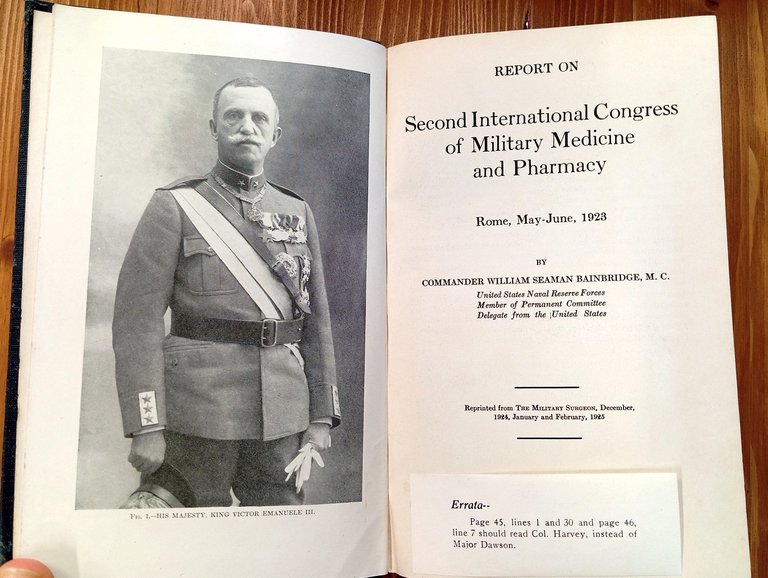 FIG. 1.—HIS MAJESTY, KING VICTOR EMANUELE III.
REPORT ON
Second International Congress
of Military Medicine
and Pharmacy
Rome, May-June, 1923
BY
COMMANDER WILLIAM SEAMAN BAINBRIDGE, M. C.
United States Naval Reserve Forces
Member of Permanent Committee
Delegate from the United States
Reprinted from THE MILITARY SURGEON, December,
1924, January and February, 1925
Errata--
Page 45, lines 1 and 30 and page 46,
line 7 should read Col. Harvey, instead of
Major Dawson.